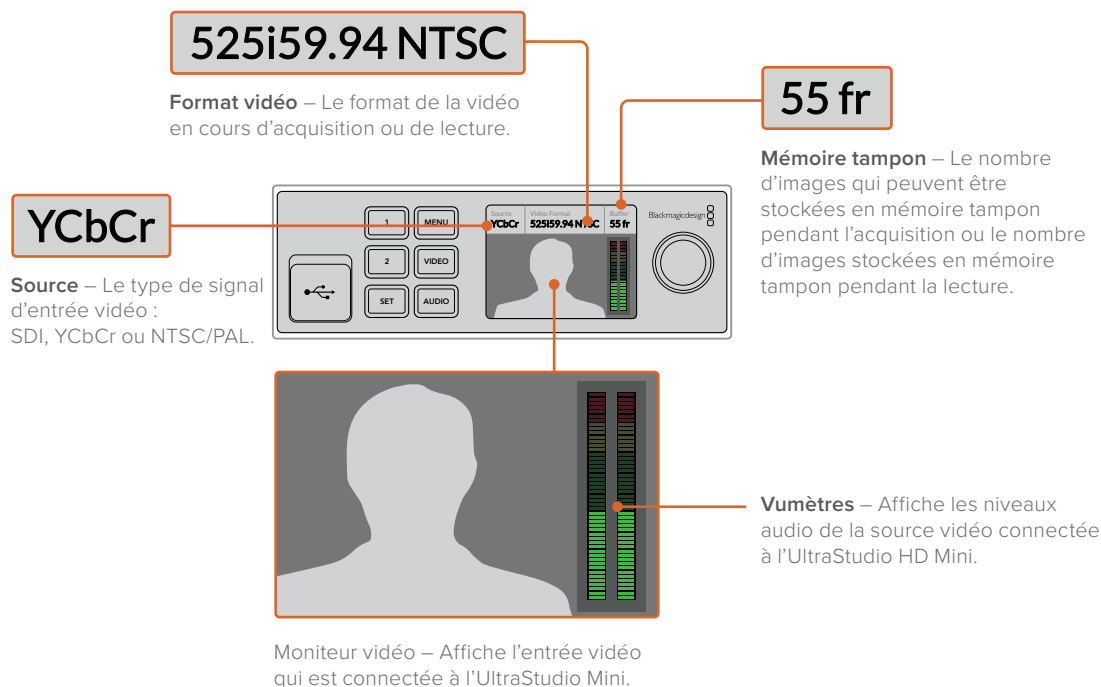 525i59.94 NTSC
Format vidéo – Le format de la vidéo
en cours d’acquisition ou de lecture.
55 fr
Mémoire tampon – Le nombre
d’images qui peuvent être
stockées en mémoire tampon
pendant l’acquisition ou le nombre
d’images stockées en mémoire
tampon pendant la lecture.
YCbCr
Source – Le type de signal
d’entrée vidéo :
SDI, YCbCr ou NTSC/PAL.
1
MENU
2
VIDEO
SET
AUDIO
Source
YCbCr
Video Format
525i59.94 NTSC
Buffer
55 fr
Blackmagicdesign
Vumètres – Affiche les niveaux
audio de la source vidéo connectée
à l’UltraStudio HD Mini.
Moniteur vidéo – Affiche l’entrée vidéo
qui est connectée à l’UltraStudio Mini.